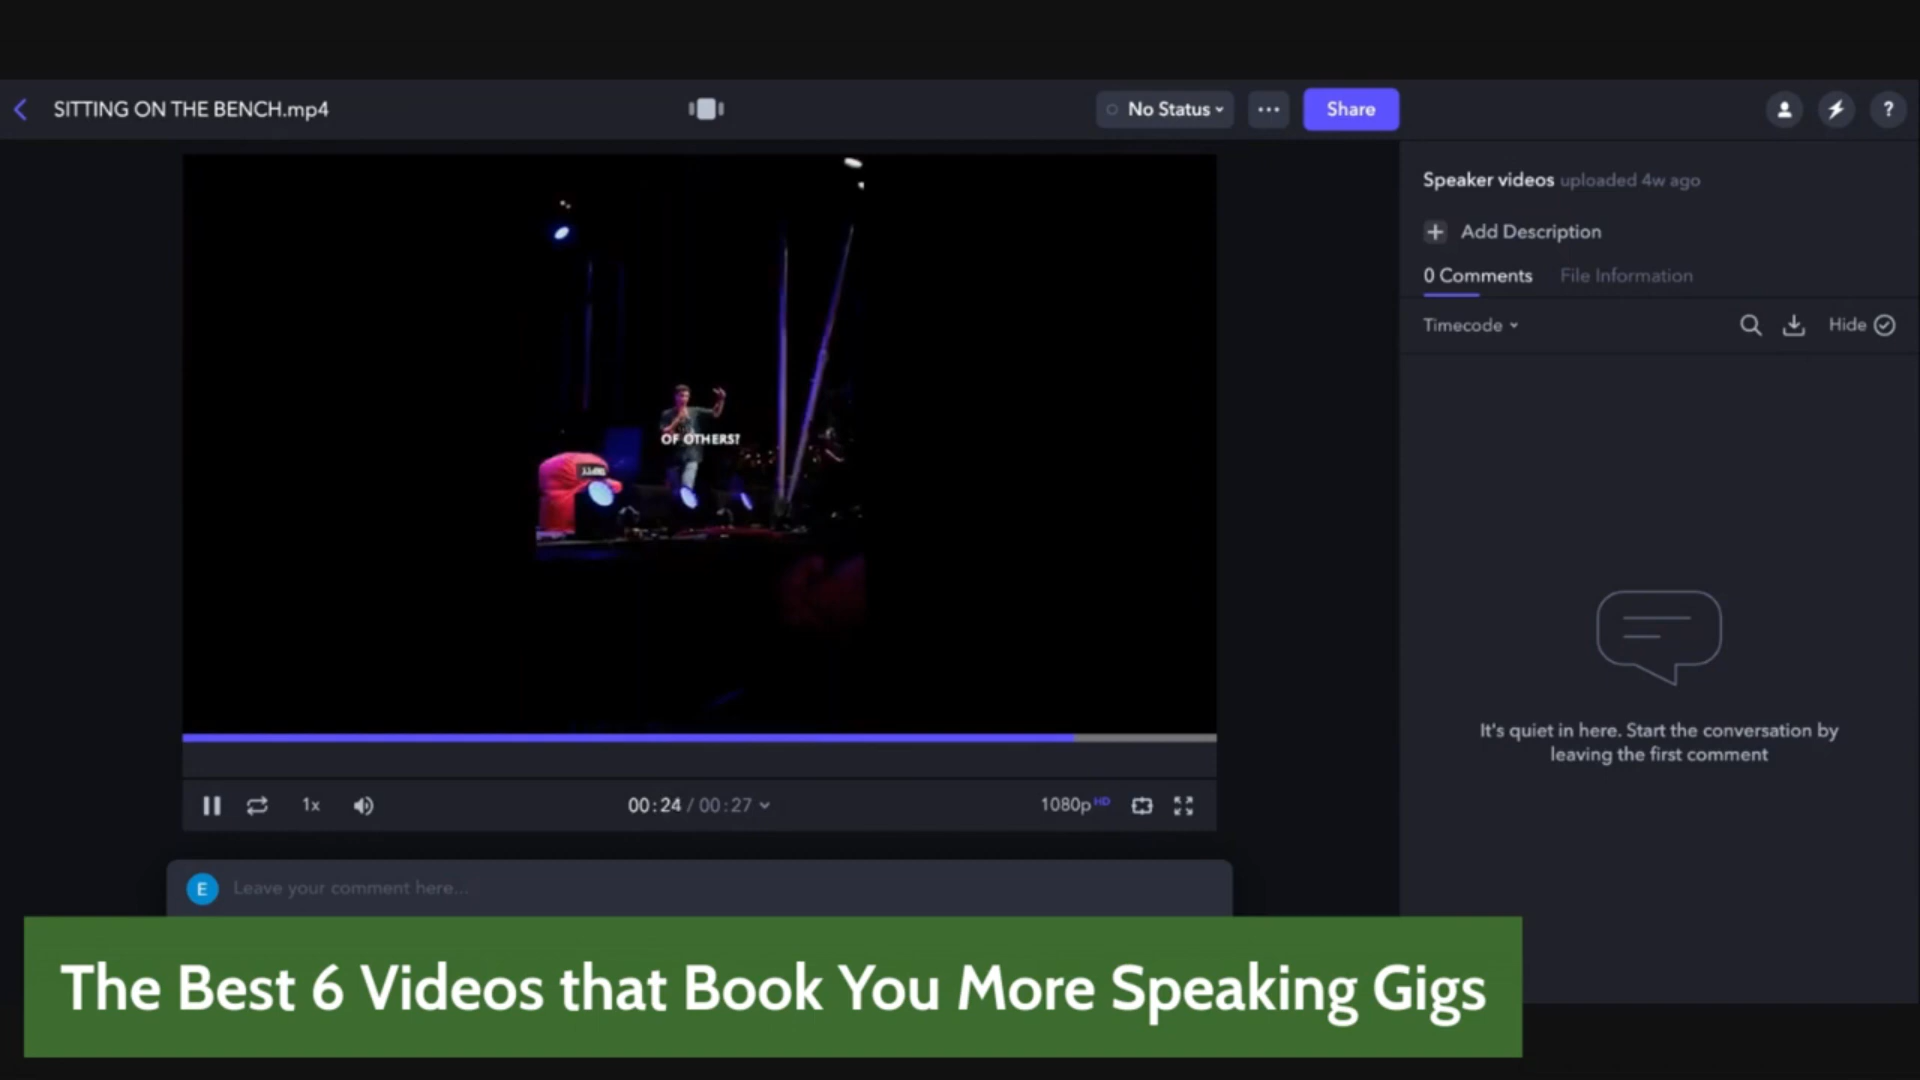 SITTING ON THE BENCH.mp4
No Status
Share
?
Speaker videos uploaded 4w ago
+ Add Description
0 Comments File Information
Timecode
Hide
OF OTHERS?
It's quiet in here. Start the conversation by
leaving the first comment
1x
00:24 / 00:27
1080p HD
E Leave your comment here...
The Best 6 Videos that Book You More Speaking Gigs